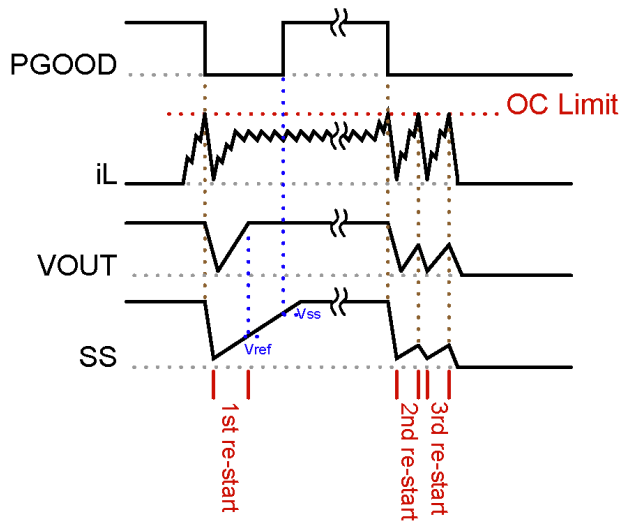 PGOOD
OC Limit
iL
VOUT
Vss
Vref
SS
1st re-start
2nd re-start
3rd re-start